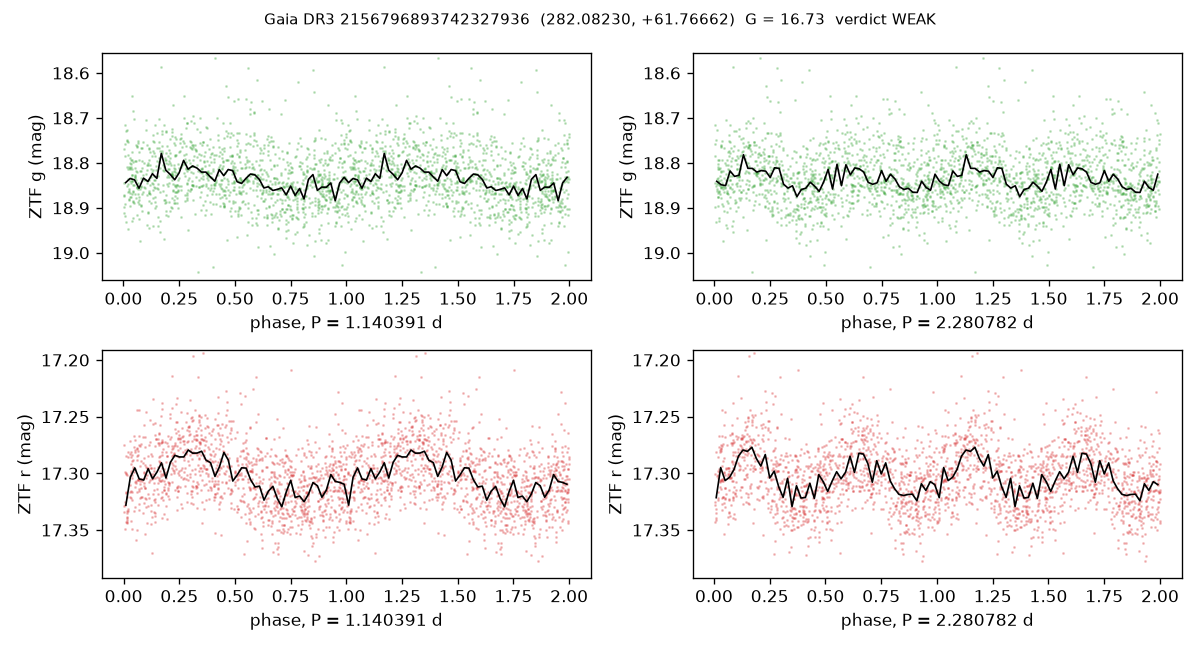 Gaia DR3 2156796893742327936 (282.08230, +61.76662) G = 16.73 verdict WEAK
ZTF g (mag)
18.6
18.7
18.8
18.9
19.0
0.00 0.25 0.50 0.75 1.00 1.25 1.50 1.75 2.00
phase, P = 1.140391 d
ZTF g (mag)
18.6
18.7
18.8
18.9
19.0
0.00 0.25 0.50 0.75 1.00 1.25 1.50 1.75 2.00
phase, P = 2.280782 d
ZTF r (mag)
17.20
17.25
17.30
17.35
0.00 0.25 0.50 0.75 1.00 1.25 1.50 1.75 2.00
phase, P = 1.140391 d
ZTF r (mag)
17.20
17.25
17.30
17.35
0.00 0.25 0.50 0.75 1.00 1.25 1.50 1.75 2.00
phase, P = 2.280782 d